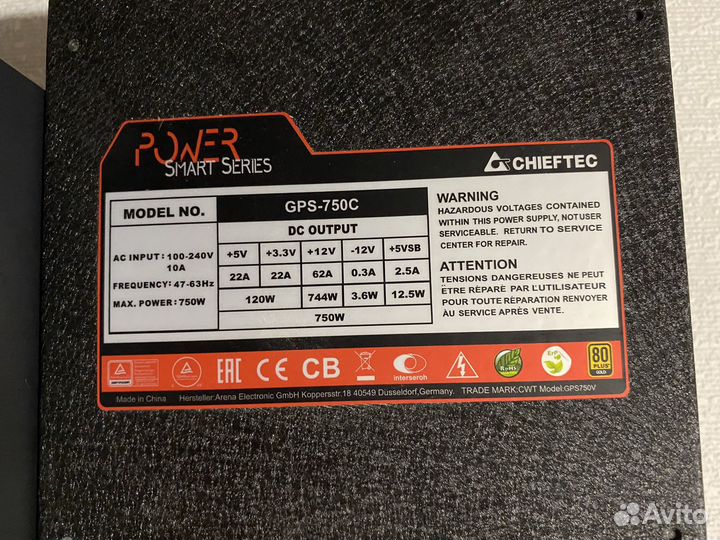 POWER
SMART SERIES
CHIEFTEC
MODEL NO. GPS-750C
DC OUTPUT
AC INPUT: 100-240V
10A
FREQUENCY: 47-63Hz
MAX. POWER: 750W
+5V +3.3V +12V -12V +5VSB
22A 22A 62A 0.3A 2.5A
120W 744W 3.6W 12.5W
750W
WARNING
HAZARDOUS VOLTAGES CONTAINED
WITHIN THIS POWER SUPPLY, NOT USER
SERVICEABLE. RETURN TO SERVICE
CENTER FOR REPAIR.
ATTENTION
TENSIONS DANGEREUSES NE PEUT
ÊTRE RÉPARÉ PAR L'UTILISATEUR
POUR TOUTE RÉPARATION RENVOYER
AU SERVICE APRÈS VENTE.
EAC CE CB
interseroh
RoHS
ErP
80
PLUS
GOLD
Made in China
Hersteller:Arena Electronic GmbH Koppersstr.18 40549 Düsseldorf,Germany.
TRADE MARK:CWT Model:GPS750V
Avito